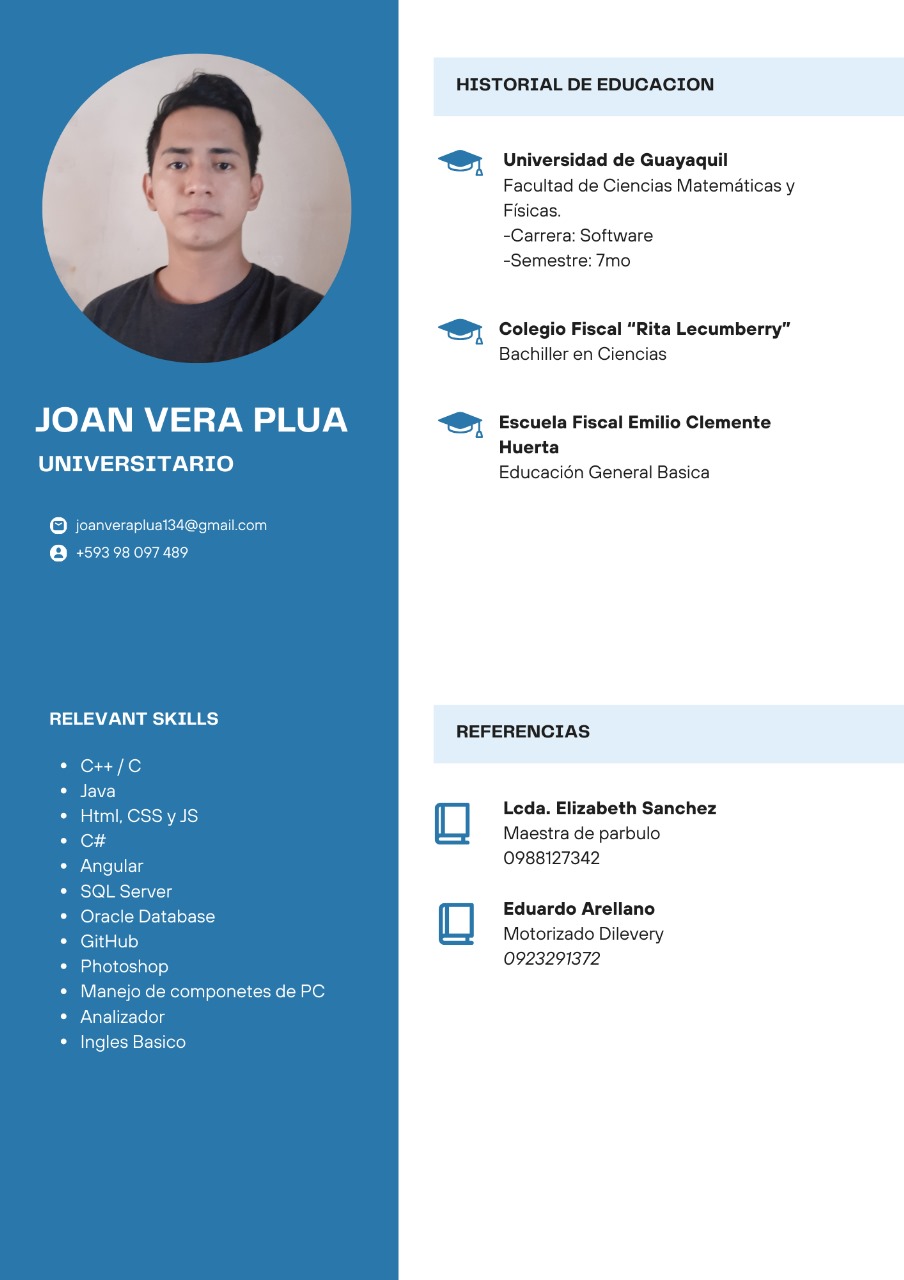 JOAN VERA PLUA
UNIVERSITARIO
joanveraplua134@gmail.com
+593 98 097 489
RELEVANT SKILLS
• C++ / C
• Java
• Html, CSS y JS
• C#
• Angular
• SQL Server
• Oracle Database
• GitHub
• Photoshop
• Manejo de componetes de PC
• Analizador
• Ingles Basico
HISTORIAL DE EDUCACION
Universidad de Guayaquil
Facultad de Ciencias Matemáticas y
Físicas.
-Carrera: Software
-Semestre: 7mo
Colegio Fiscal “Rita Lecumberry”
Bachiller en Ciencias
Escuela Fiscal Emilio Clemente
Huerta
Educación General Basica
REFERENCIAS
Lcda. Elizabeth Sanchez
Maestra de parbulo
0988127342
Eduardo Arellano
Motorizado Dilevery
0923291372